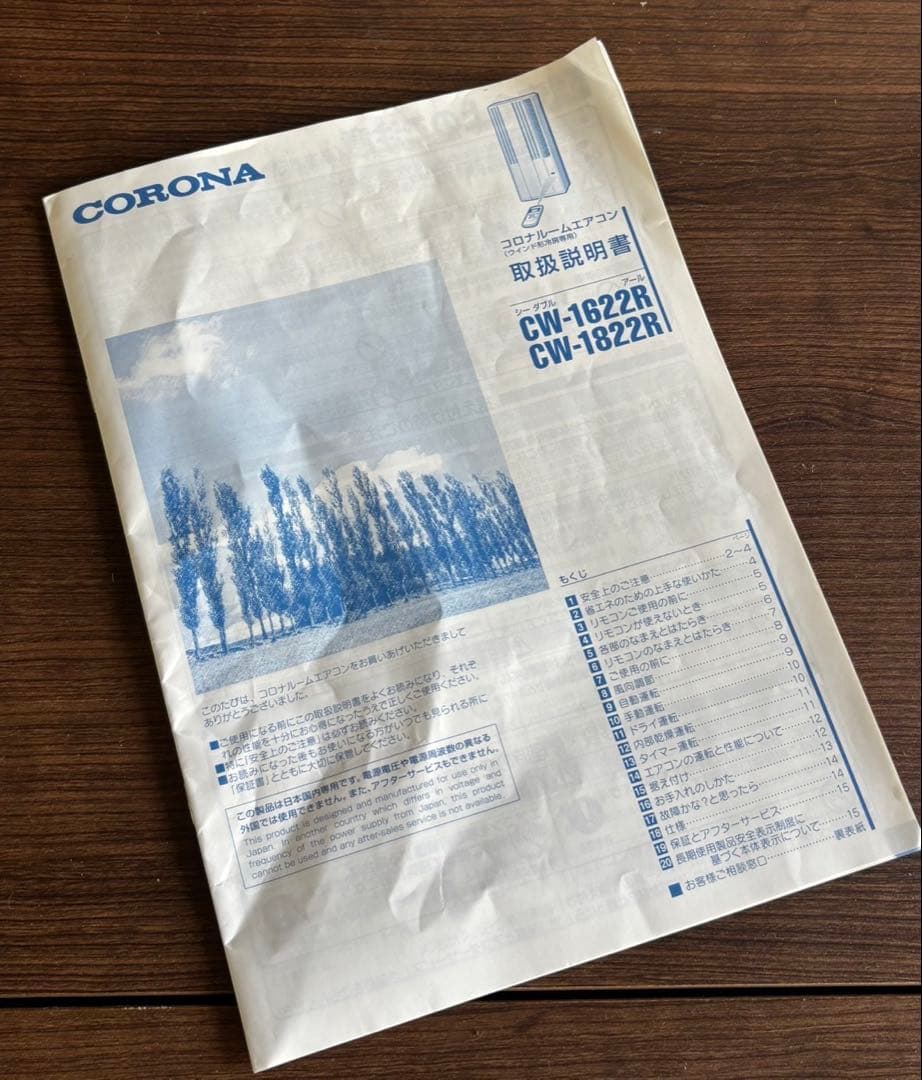 CORONA
コロナルームエアコン
(ウインド形冷房専用)
取扱説明書
シー ダブル アール
CW-1622R
CW-1822R
このたびは、コロナルームエアコンをお買いあげいただきまして
ありがとうございました。
■ご使用になる前にこの取扱説明書をよくお読みになり、それぞ
れの性能を十分にお心得になったうえで正しくご使用ください。
■特に「安全上のご注意」は必ずお読みください。
■お読みになった後もお使いになる方がいつでも見られる所に
「保証書」とともに大切に保管してください。
この製品は日本国内専用です。電源電圧や電源周波数の異なる
外国では使用できません。また、アフターサービスもできません。
This product is designed and manufactured for use only in
Japan. In another country which differs in voltage and
frequency of the power supply from Japan, this product
cannot be used and any after-sales service is not available.
もくじ ページ
1 安全上のご注意……2〜4
2 省エネのための上手な使いかた……4
3 リモコンご使用の前に……5
4 リモコンが使えないとき……5
5 各部のなまえとはたらき……6
6 リモコンのなまえとはたらき……7
7 ご使用の前に……8
8 風向調節……9
9 自動運転……9
10 手動運転……10
11 ドライ運転……10
12 内部乾燥運転……11
13 タイマー運転……11
14 エアコンの運転と性能について……12
15 据え付け……12
16 お手入れのしかた……13
17 故障かな?と思ったら……14
18 仕様……14
19 保証とアフターサービス……15
20 長期使用製品安全表示制度に
基づく本体表示について……15
■ お客様ご相談窓口……裏表紙